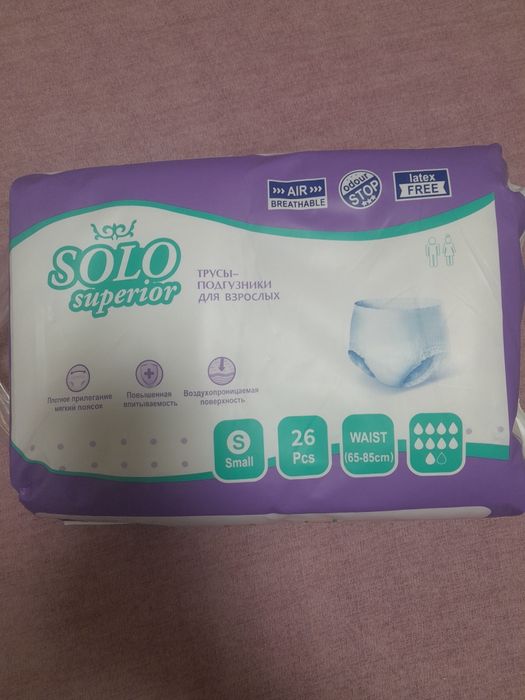 ››› AIR ›››
BREATHABLE
odour
STOP
latex
FREE
SOLO
superior
ТРУСЫ–
ПОДГУЗНИКИ
ДЛЯ ВЗРОСЛЫХ
Плотное прилегание
мягкий поясок
Повышенная
впитываемость
Воздухопроницаемая
поверхность
S
Small
26
Pcs
WAIST
(65-85cm)